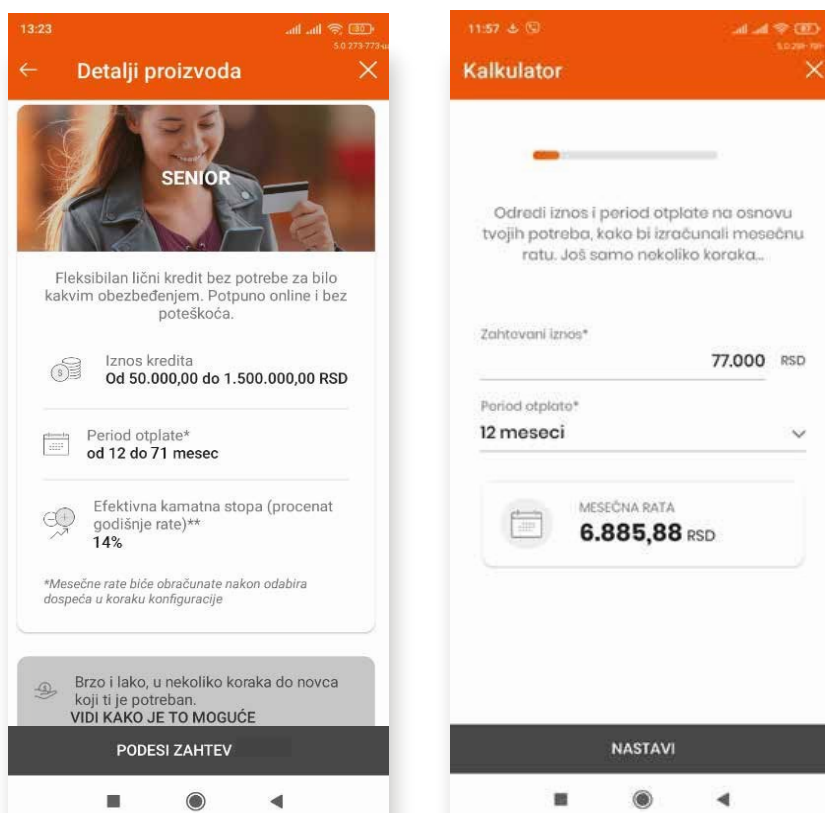 13:23
5.0.273-773-u
Detalji proizvoda
SENIOR
Fleksibilan lični kredit bez potrebe za bilo
kakvim obezbeđenjem. Potpuno online i bez
poteškoća.
Iznos kredita
Od 50.000,00 do 1.500.000,00 RSD
Period otplate*
od 12 do 71 mesec
Efektivna kamatna stopa (procenat
godišnje rate)**
14%
*Mesečne rate biće obračunate nakon odabira
dospeća u koraku konfiguracije
Brzo i lako, u nekoliko koraka do novca
koji ti je potreban.
VIDI KAKO JE TO MOGUĆE
PODESI ZAHTEV
11:57
Kalkulator
Odredi iznos i period otplate na osnovu
tvojih potreba, kako bi izračunali mesečnu
ratu. Još samo nekoliko koraka...
Zahtevani iznos*
77.000 RSD
Period otplate*
12 meseci
MESEČNA RATA
6.885,88 RSD
NASTAVI